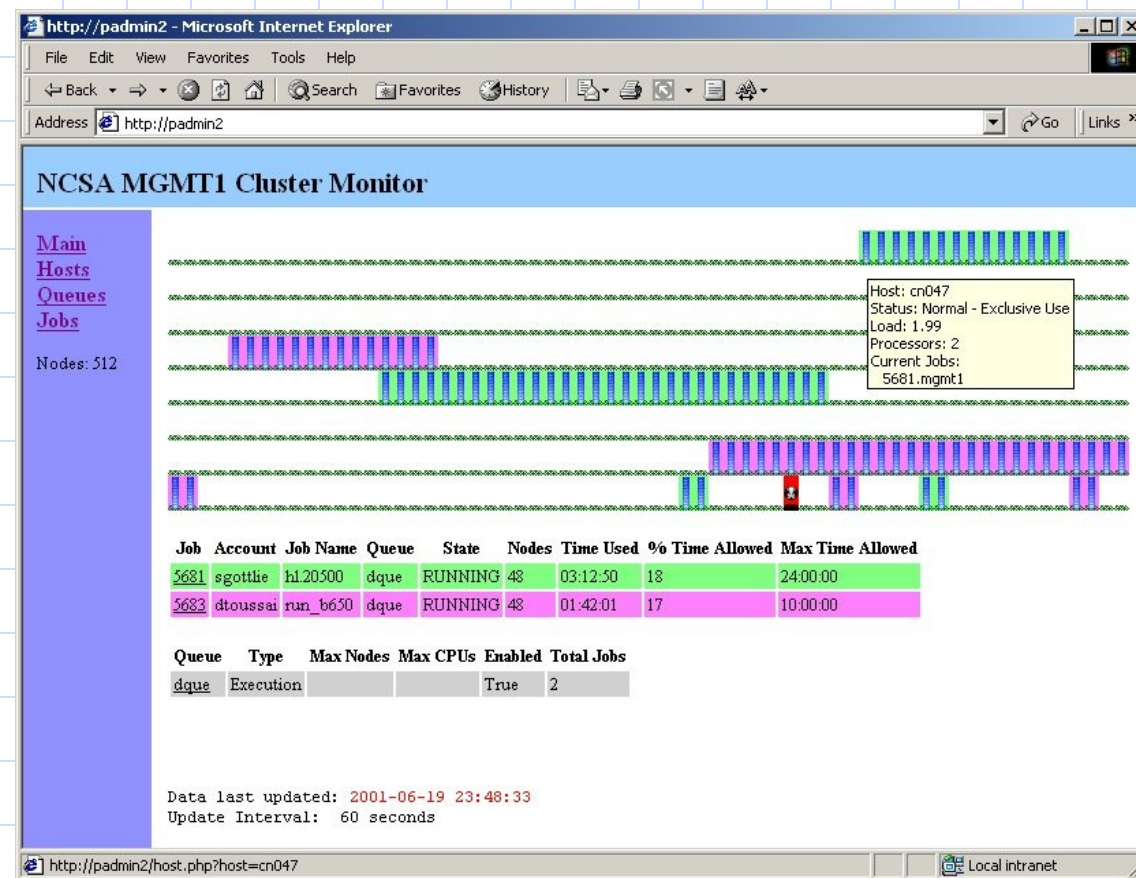 http://padmin2 - Microsoft Internet Explorer
File Edit View Favorites Tools Help
Back Search Favorites History
Address http://padmin2 Go Links »
NCSA MGMT1 Cluster Monitor
Main
Hosts
Queues
Jobs
Nodes: 512
Host: cn047
Status: Normal - Exclusive Use
Load: 1.99
Processors: 2
Current Jobs:
5681.mgmt1
Job Account Job Name Queue State Nodes Time Used % Time Allowed Max Time Allowed
5681 sgottlie hl.20500 dque RUNNING 48 03:12:50 18 24:00:00
5683 dtoussai run_b650 dque RUNNING 48 01:42:01 17 10:00:00
Queue Type Max Nodes Max CPUs Enabled Total Jobs
dque Execution True 2
Data last updated: 2001-06-19 23:48:33
Update Interval: 60 seconds
http://padmin2/host.php?host=cn047 Local intranet